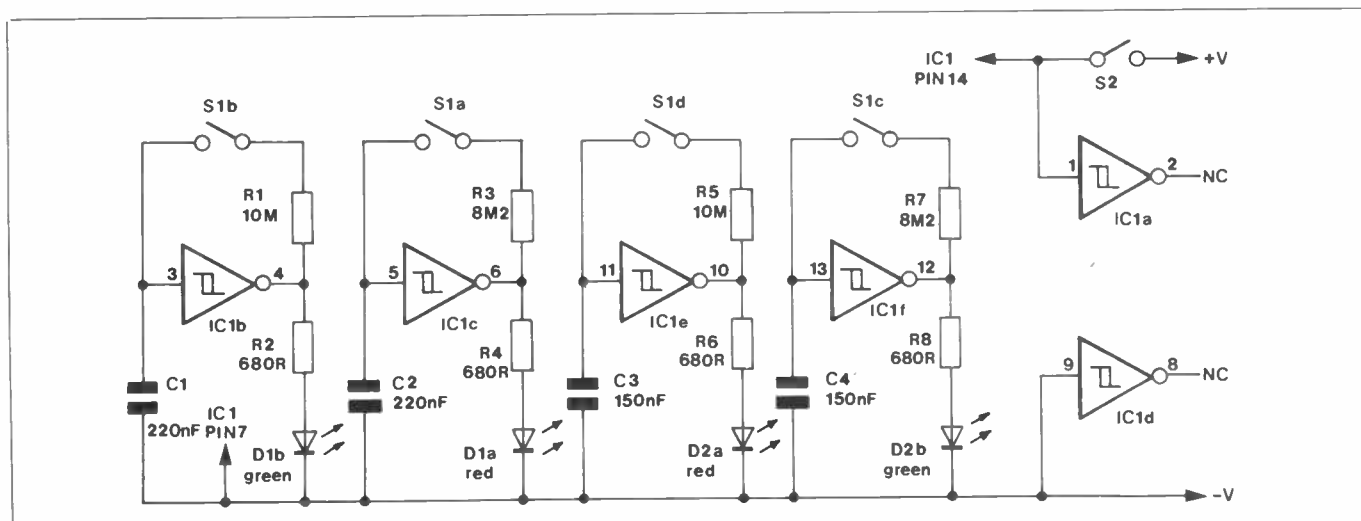 IC1
PIN 14
S2
+V
S1b
S1a
S1d
S1c
R1
10M
R3
8M2
R5
10M
R7
8M2
1
2
NC
IC1a
3
4
5
6
11
10
13
12
IC1b
IC1c
IC1e
IC1f
R2
680R
R4
680R
R6
680R
R8
680R
9
8
NC
IC1d
C1
220nF
IC1
PIN7
C2
220nF
C3
150nF
C4
150nF
D1b
green
D1a
red
D2a
red
D2b
green
-V